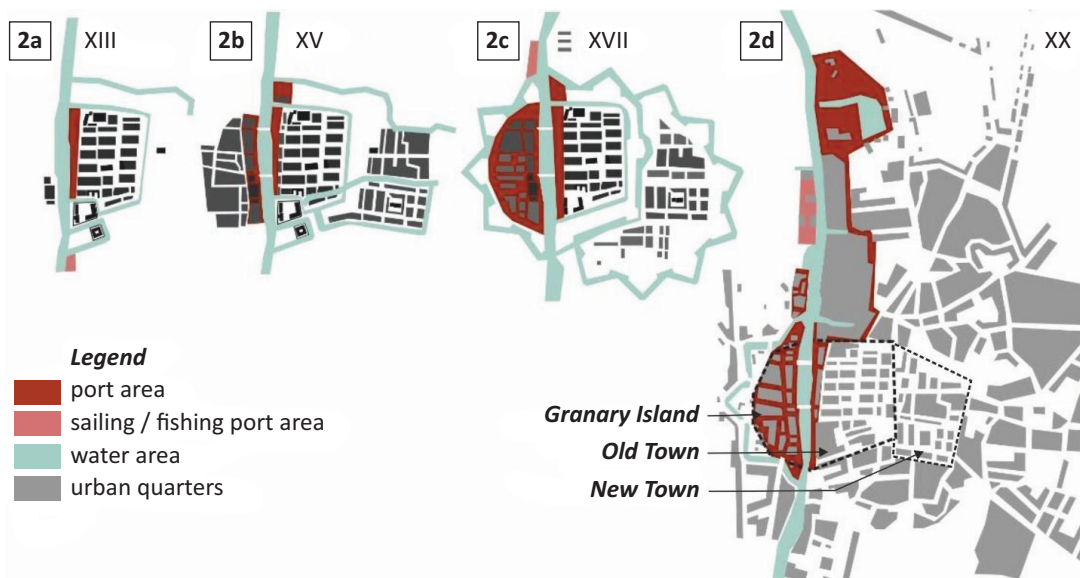 2a
XIII
2b
XV
2c
XVII
2d
XX
Legend
port area
sailing / fishing port area
water area
urban quarters
Granary Island
Old Town
New Town